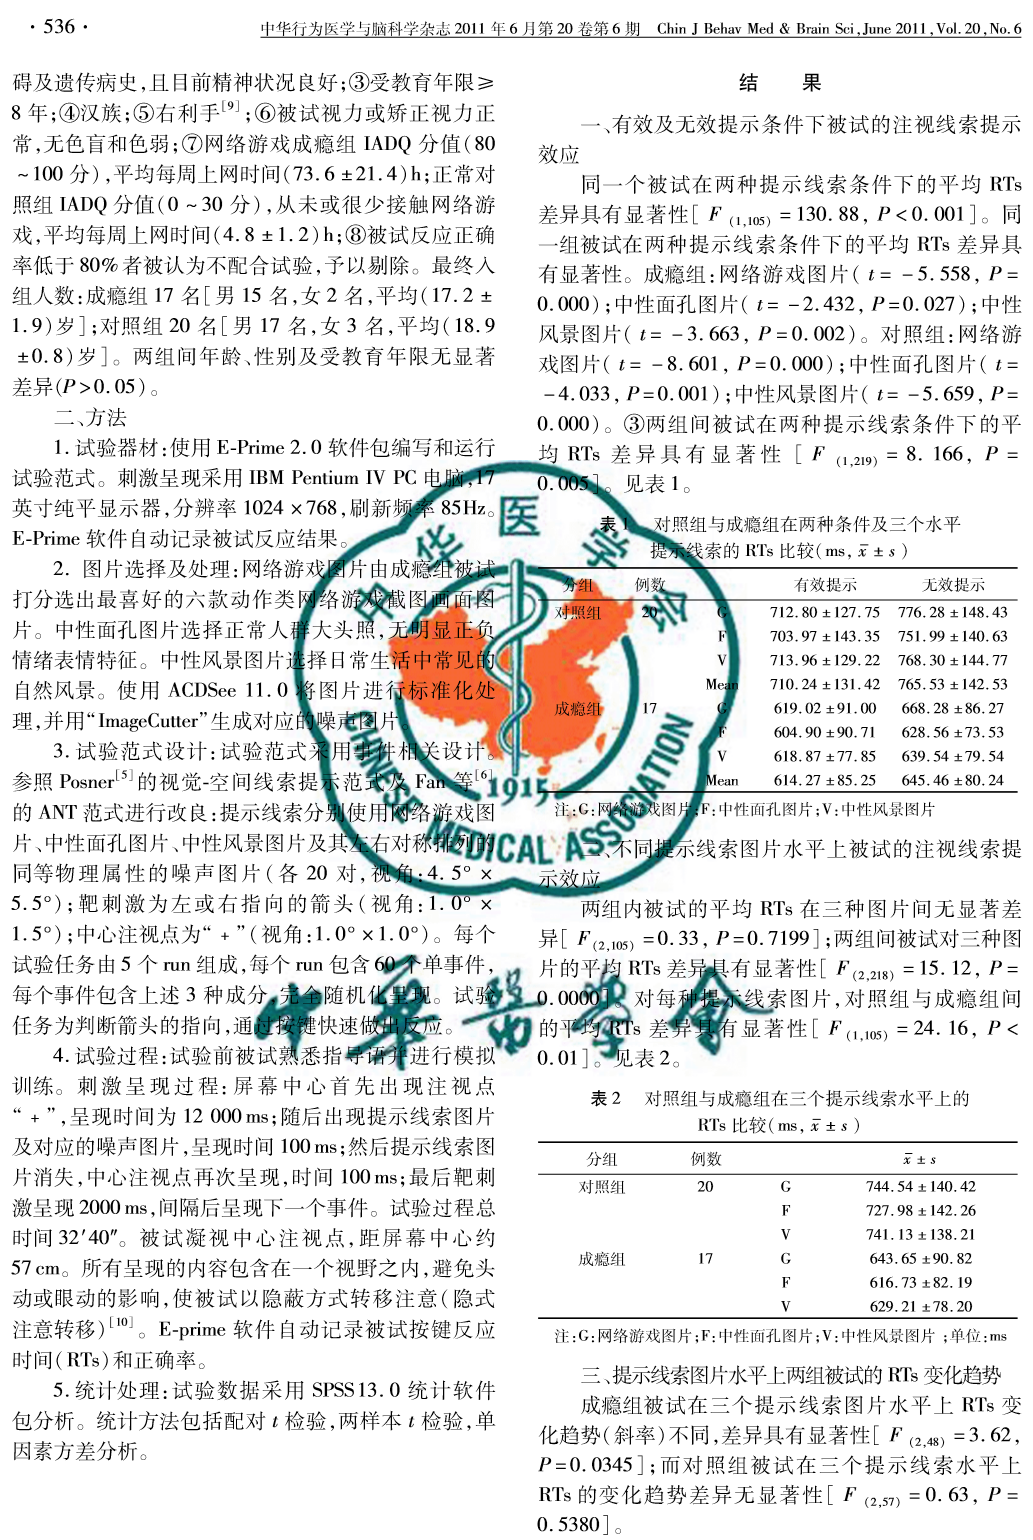 · 536 ·
中华行为医学与脑科学杂志 2011 年 6 月第 20 卷第 6 期 Chin J Behav Med & Brain Sci, June 2011, Vol. 20, No. 6
碍及遗传病史,且目前精神状况良好;③受教育年限≥
8 年;④汉族;⑤右利手[9];⑥被试视力或矫正视力正
常,无色盲和色弱;⑦网络游戏成瘾组 IADQ 分值(80
~100 分),平均每周上网时间(73.6 ±21.4)h;正常对
照组 IADQ 分值(0 ~30 分),从未或很少接触网络游
戏,平均每周上网时间(4.8 ±1.2)h;⑧被试反应正确
率低于 80% 者被认为不配合试验,予以剔除。最终入
组人数:成瘾组 17 名[男 15 名,女 2 名,平均(17.2 ±
1.9)岁];对照组 20 名[男 17 名,女 3 名,平均(18.9
±0.8)岁]。两组间年龄、性别及受教育年限无显著
差异(P >0.05)。
二、方法
1. 试验器材:使用 E-Prime 2.0 软件包编写和运行
试验范式。刺激呈现采用 IBM Pentium IV PC 电脑,17
英寸纯平显示器,分辨率 1024 ×768,刷新频率 85Hz。
E-Prime 软件自动记录被试反应结果。
2. 图片选择及处理:网络游戏图片由成瘾组被试
打分选出最喜好的六款动作类网络游戏截图画面图
片。中性面孔图片选择正常人群大头照,无明显正负
情绪表情特征。中性风景图片选择日常生活中常见的
自然风景。使用 ACDSee 11.0 将图片进行标准化处
理,并用“ImageCutter”生成对应的噪声图片。
3. 试验范式设计:试验范式采用事件相关设计。
参照 Posner[5]的视觉-空间线索提示范式及 Fan 等[6]
的 ANT 范式进行改良:提示线索分别使用网络游戏图
片、中性面孔图片、中性风景图片及其左右对称排列的
同等物理属性的噪声图片(各 20 对,视角:4.5° ×
5.5°);靶刺激为左或右指向的箭头(视角:1.0° ×
1.5°);中心注视点为“ + ”(视角:1.0° ×1.0°)。每个
试验任务由 5 个 run 组成,每个 run 包含 60 个单事件,
每个事件包含上述 3 种成分,完全随机化呈现。试验
任务为判断箭头的指向,通过按键快速做出反应。
4. 试验过程:试验前被试熟悉指导语并进行模拟
训练。刺激呈现过程:屏幕中心首先出现注视点
“ + ”,呈现时间为 12 000 ms;随后出现提示线索图片
及对应的噪声图片,呈现时间 100 ms;然后提示线索图
片消失,中心注视点再次呈现,时间 100 ms;最后靶刺
激呈现 2000 ms,间隔后呈现下一个事件。试验过程总
时间 32′40″。被试凝视中心注视点,距屏幕中心约
57 cm。所有呈现的内容包含在一个视野之内,避免头
动或眼动的影响,使被试以隐蔽方式转移注意(隐式
注意转移)[10]。E-prime 软件自动记录被试按键反应
时间(RTs)和正确率。
5. 统计处理:试验数据采用 SPSS13.0 统计软件
包分析。统计方法包括配对 t 检验,两样本 t 检验,单
因素方差分析。
结 果
一、有效及无效提示条件下被试的注视线索提示
效应
同一个被试在两种提示线索条件下的平均 RTs
差异具有显著性[ F (1,105) =130.88, P <0.001]。同
一组被试在两种提示线索条件下的平均 RTs 差异具
有显著性。成瘾组:网络游戏图片( t = -5.558, P =
0.000);中性面孔图片( t = -2.432, P =0.027);中性
风景图片( t = -3.663, P =0.002)。对照组:网络游
戏图片( t = -8.601, P =0.000);中性面孔图片( t =
-4.033, P =0.001);中性风景图片( t = -5.659, P =
0.000)。③两组间被试在两种提示线索条件下的平
均 RTs 差异具有显著性 [ F (1,219) = 8.166, P =
0.005]。见表 1。
表 1 对照组与成瘾组在两种条件及三个水平
提示线索的 RTs 比较(ms, x̄ ± s )
分组 例数 有效提示 无效提示
对照组 20 G 712.80 ±127.75 776.28 ±148.43
F 703.97 ±143.35 751.99 ±140.63
V 713.96 ±129.22 768.30 ±144.77
Mean 710.24 ±131.42 765.53 ±142.53
成瘾组 17 G 619.02 ±91.00 668.28 ±86.27
F 604.90 ±90.71 628.56 ±73.53
V 618.87 ±77.85 639.54 ±79.54
Mean 614.27 ±85.25 645.46 ±80.24
注:G:网络游戏图片;F:中性面孔图片;V:中性风景图片
二、不同提示线索图片水平上被试的注视线索提
示效应
两组内被试的平均 RTs 在三种图片间无显著差
异[ F (2,105) =0.33, P =0.7199];两组间被试对三种图
片的平均 RTs 差异具有显著性[ F (2,218) =15.12, P =
0.0000]。对每种提示线索图片,对照组与成瘾组间
的平均 RTs 差异具有显著性[ F (1,105) = 24.16, P <
0.01]。见表 2。
表 2 对照组与成瘾组在三个提示线索水平上的
RTs 比较(ms, x̄ ± s )
分组 例数 x̄ ± s
对照组 20 G 744.54 ±140.42
F 727.98 ±142.26
V 741.13 ±138.21
成瘾组 17 G 643.65 ±90.82
F 616.73 ±82.19
V 629.21 ±78.20
注:G:网络游戏图片;F:中性面孔图片;V:中性风景图片 ;单位:ms
三、提示线索图片水平上两组被试的 RTs 变化趋势
成瘾组被试在三个提示线索图片水平上 RTs 变
化趋势(斜率)不同,差异具有显著性[ F (2,48) =3.62,
P =0.0345];而对照组被试在三个提示线索水平上
RTs 的变化趋势差异无显著性[ F (2,57) = 0.63, P =
0.5380]。
中华医学会
CHINESE MEDICAL ASSOCIATION
1915
中华医学会